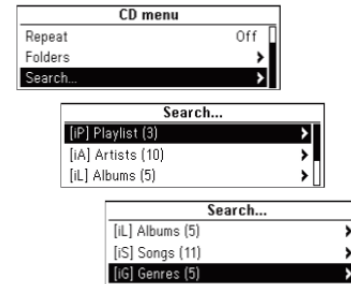 CD menu
Repeat Off
Folders
Search...
Search...
[iP] Playlist (3)
[iA] Artists (10)
[iL] Albums (5)
Search...
[iL] Albums (5)
[iS] Songs (11)
[iG] Genres (5)